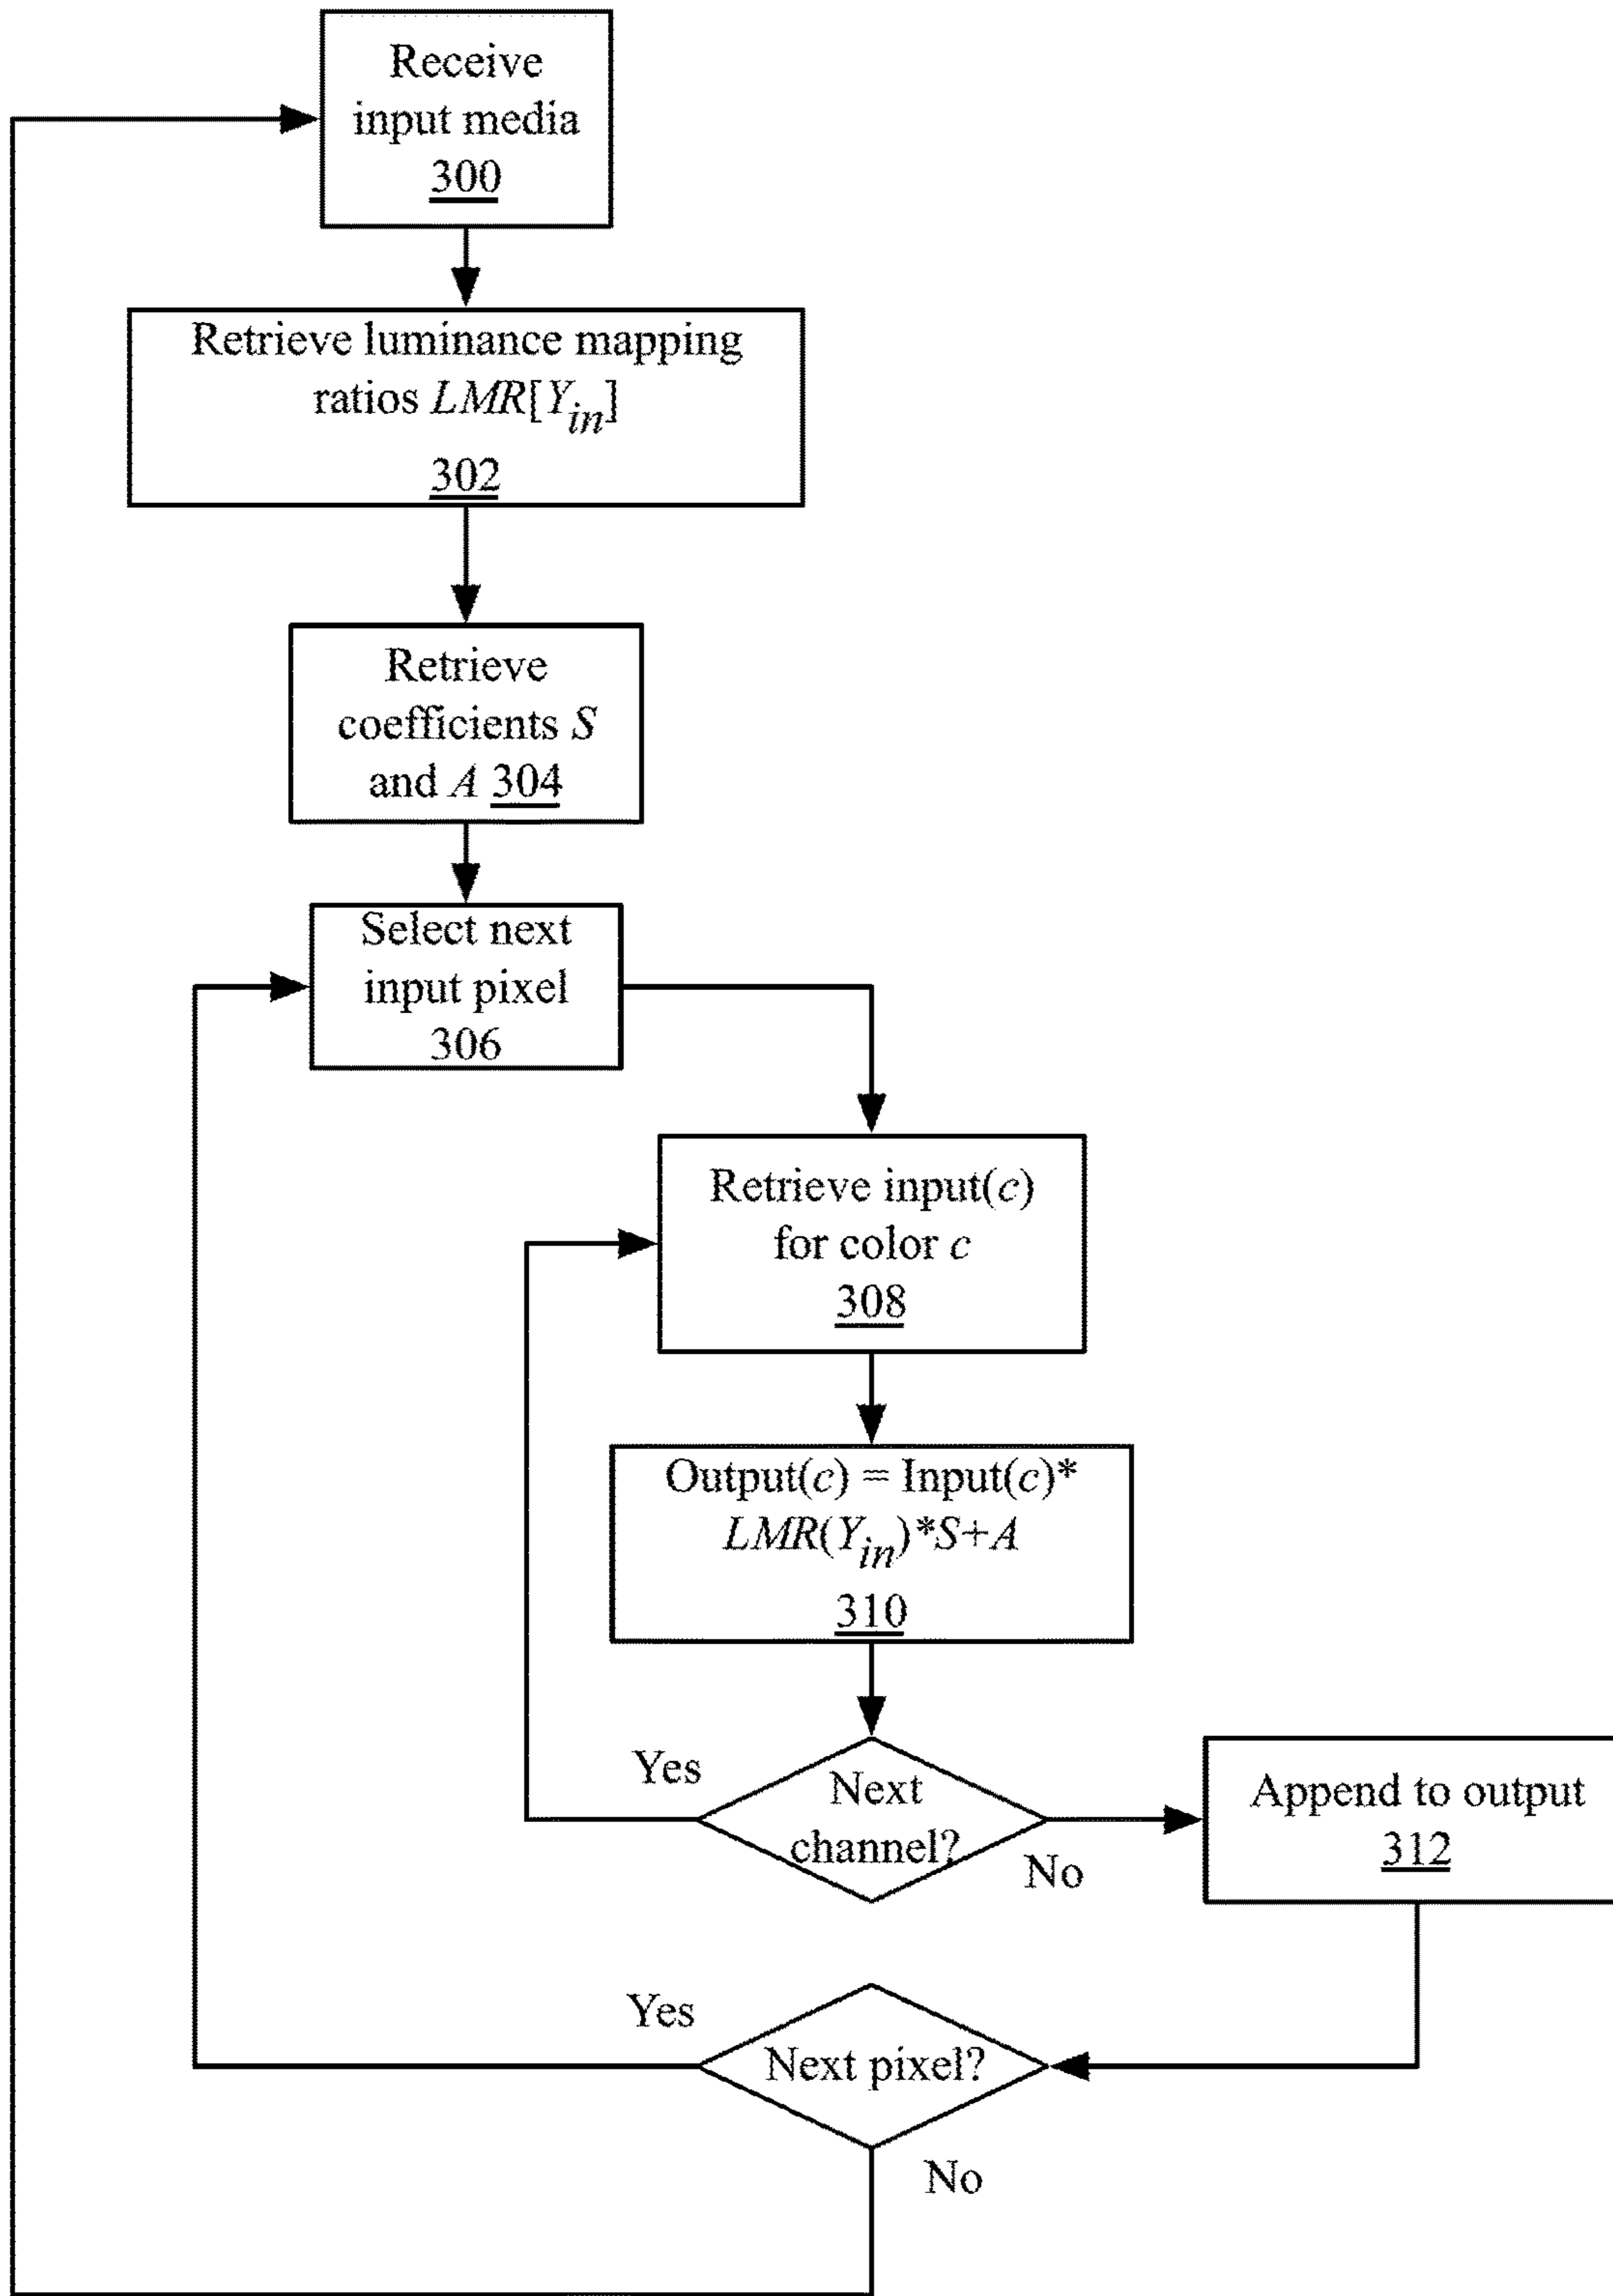 Receive
input media
300
Retrieve luminance mapping
ratios LMR[Yin]
302
Retrieve
coefficients S
and A 304
Select next
input pixel
306
Retrieve input(c)
for color c
308
Output(c) = Input(c)*
LMR(Yin)*S+A
310
Yes
Next
channel?
No
Append to output
312
Yes
Next pixel?
No